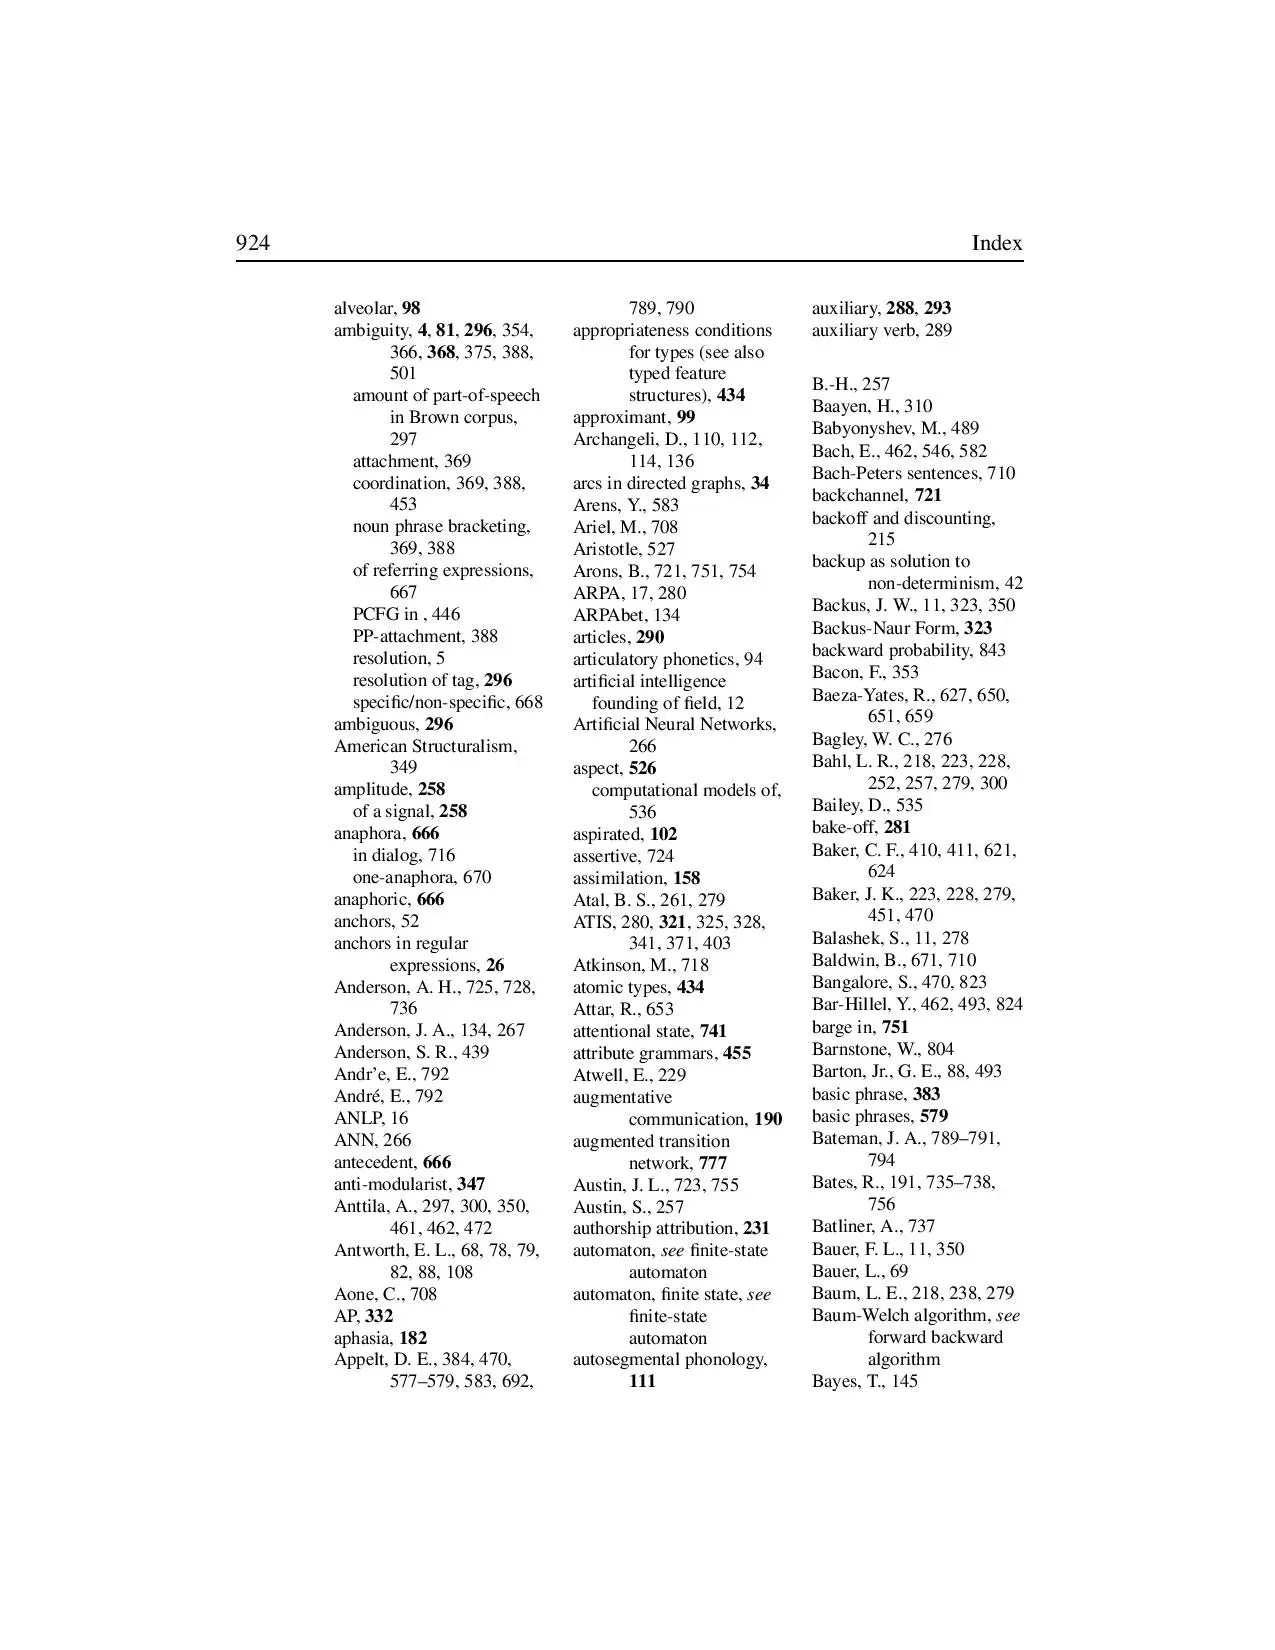 924
Index
alveolar, 98
ambiguity, 4, 81, 296, 354,
366, 368, 375, 388,
501
amount of part-of-speech
in Brown corpus,
297
attachment, 369
coordination, 369, 388,
453
noun phrase bracketing,
369, 388
of referring expressions,
667
PCFG in , 446
PP-attachment, 388
resolution, 5
resolution of tag, 296
specific/non-specific, 668
ambiguous, 296
American Structuralism,
349
amplitude, 258
of a signal, 258
anaphora, 666
in dialog, 716
one-anaphora, 670
anaphoric, 666
anchors, 52
anchors in regular
expressions, 26
Anderson, A. H., 725, 728,
736
Anderson, J. A., 134, 267
Anderson, S. R., 439
Andr'e, E., 792
André, E., 792
ANLP, 16
ANN, 266
antecedent, 666
anti-modularist, 347
Anttila, A., 297, 300, 350,
461, 462, 472
Antworth, E. L., 68, 78, 79,
82, 88, 108
Aone, C., 708
AP, 332
aphasia, 182
Appelt, D. E., 384, 470,
577–579, 583, 692,
789, 790
appropriateness conditions
for types (see also
typed feature
structures), 434
approximant, 99
Archangeli, D., 110, 112,
114, 136
arcs in directed graphs, 34
Arens, Y., 583
Ariel, M., 708
Aristotle, 527
Arons, B., 721, 751, 754
ARPA, 17, 280
ARPAbet, 134
articles, 290
articulatory phonetics, 94
artificial intelligence
founding of field, 12
Artificial Neural Networks,
266
aspect, 526
computational models of,
536
aspirated, 102
assertive, 724
assimilation, 158
Atal, B. S., 261, 279
ATIS, 280, 321, 325, 328,
341, 371, 403
Atkinson, M., 718
atomic types, 434
Attar, R., 653
attentional state, 741
attribute grammars, 455
Atwell, E., 229
augmentative
communication, 190
augmented transition
network, 777
Austin, J. L., 723, 755
Austin, S., 257
authorship attribution, 231
automaton, see finite-state
automaton
automaton, finite state, see
finite-state
automaton
autosegmental phonology,
111
auxiliary, 288, 293
auxiliary verb, 289
B.-H., 257
Baayen, H., 310
Babyonyshev, M., 489
Bach, E., 462, 546, 582
Bach-Peters sentences, 710
backchannel, 721
backoff and discounting,
215
backup as solution to
non-determinism, 42
Backus, J. W., 11, 323, 350
Backus-Naur Form, 323
backward probability, 843
Bacon, F., 353
Baeza-Yates, R., 627, 650,
651, 659
Bagley, W. C., 276
Bahl, L. R., 218, 223, 228,
252, 257, 279, 300
Bailey, D., 535
bake-off, 281
Baker, C. F., 410, 411, 621,
624
Baker, J. K., 223, 228, 279,
451, 470
Balashek, S., 11, 278
Baldwin, B., 671, 710
Bangalore, S., 470, 823
Bar-Hillel, Y., 462, 493, 824
barge in, 751
Barnstone, W., 804
Barton, Jr., G. E., 88, 493
basic phrase, 383
basic phrases, 579
Bateman, J. A., 789–791,
794
Bates, R., 191, 735–738,
756
Batliner, A., 737
Bauer, F. L., 11, 350
Bauer, L., 69
Baum, L. E., 218, 238, 279
Baum-Welch algorithm, see
forward backward
algorithm
Bayes, T., 145